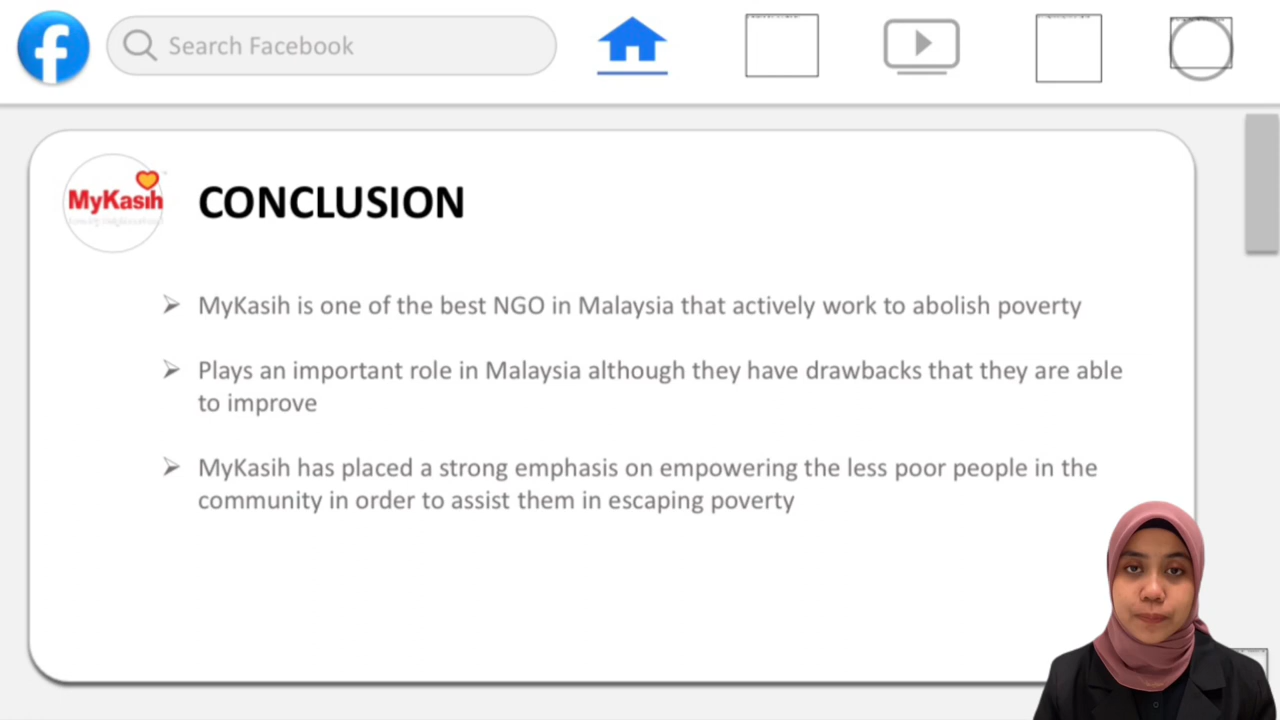 Search Facebook
MyKasih
CONCLUSION
MyKasih is one of the best NGO in Malaysia that actively work to abolish poverty
Plays an important role in Malaysia although they have drawbacks that they are able
to improve
MyKasih has placed a strong emphasis on empowering the less poor people in the
community in order to assist them in escaping poverty